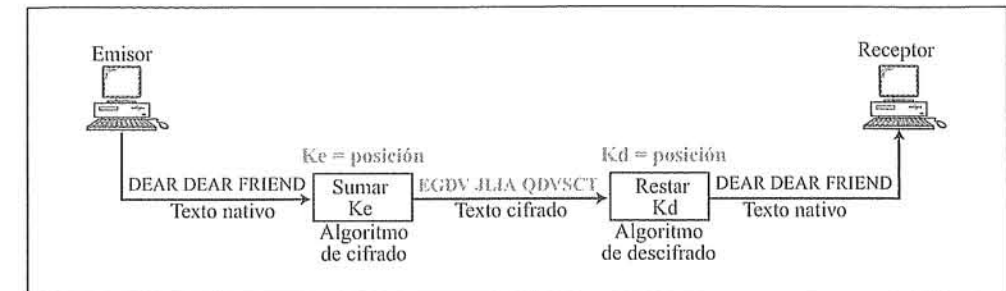 Emisor
Receptor
Ke = posición
Kd = posición
DEAR DEAR FRIEND
Sumar
Ke
EGDV JLIA QDVSCT
Restar
Kd
DEAR DEAR FRIEND
Texto nativo
Texto cifrado
Texto nativo
Algoritmo
de cifrado
Algoritmo
de descifrado